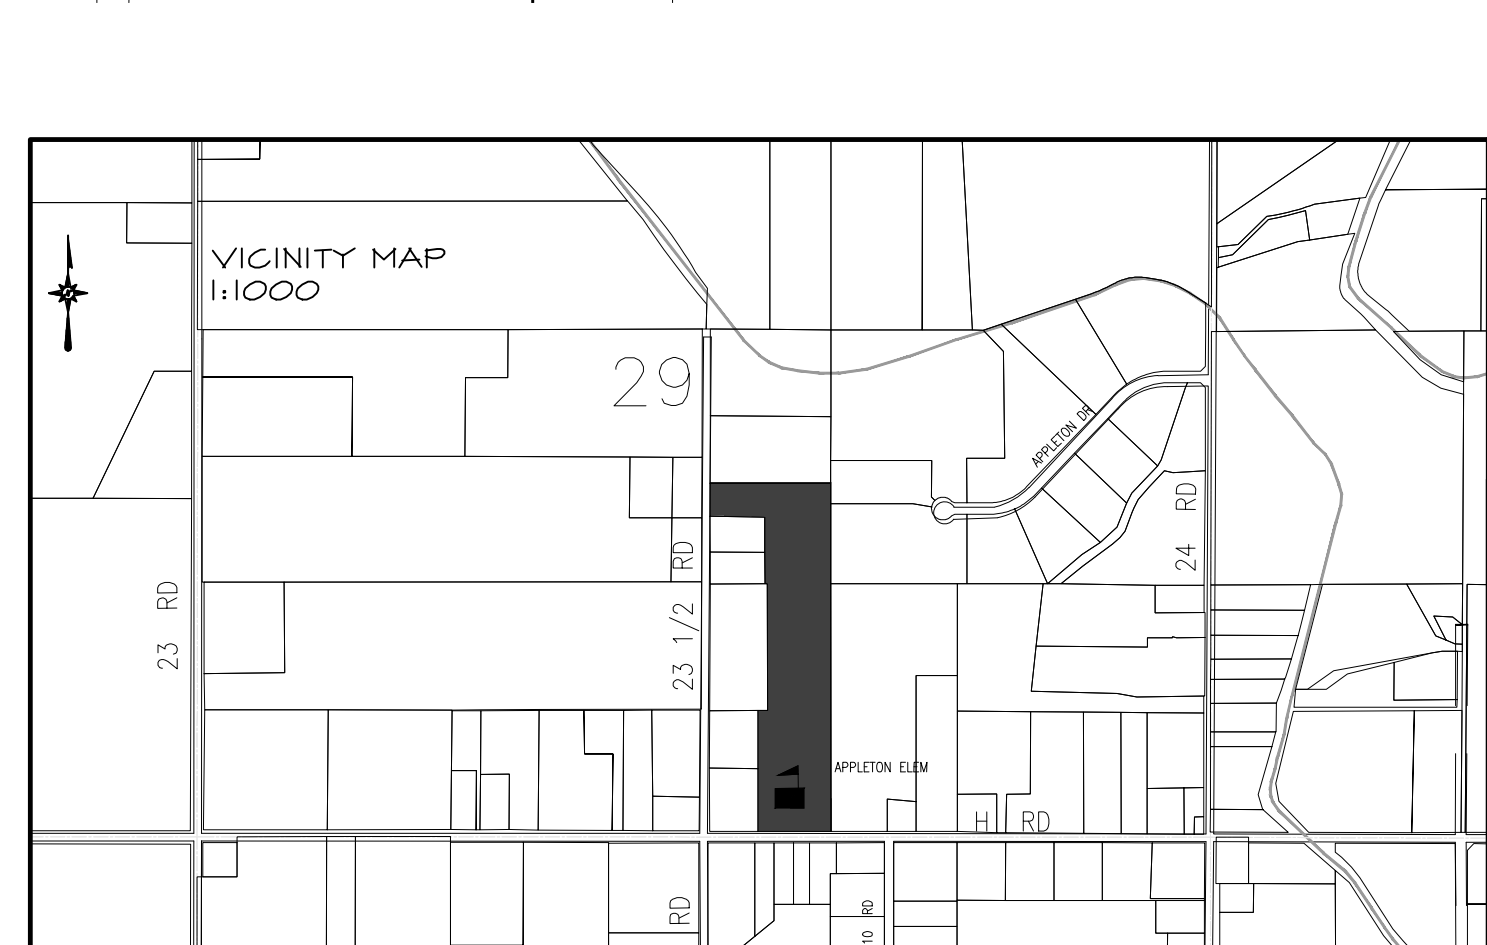 VICINITY MAP
1:1000
29
APPLETON DR
24 RD
RD
23 RD
23 1/2
APPLETON ELEM
H RD
RD
10 RD